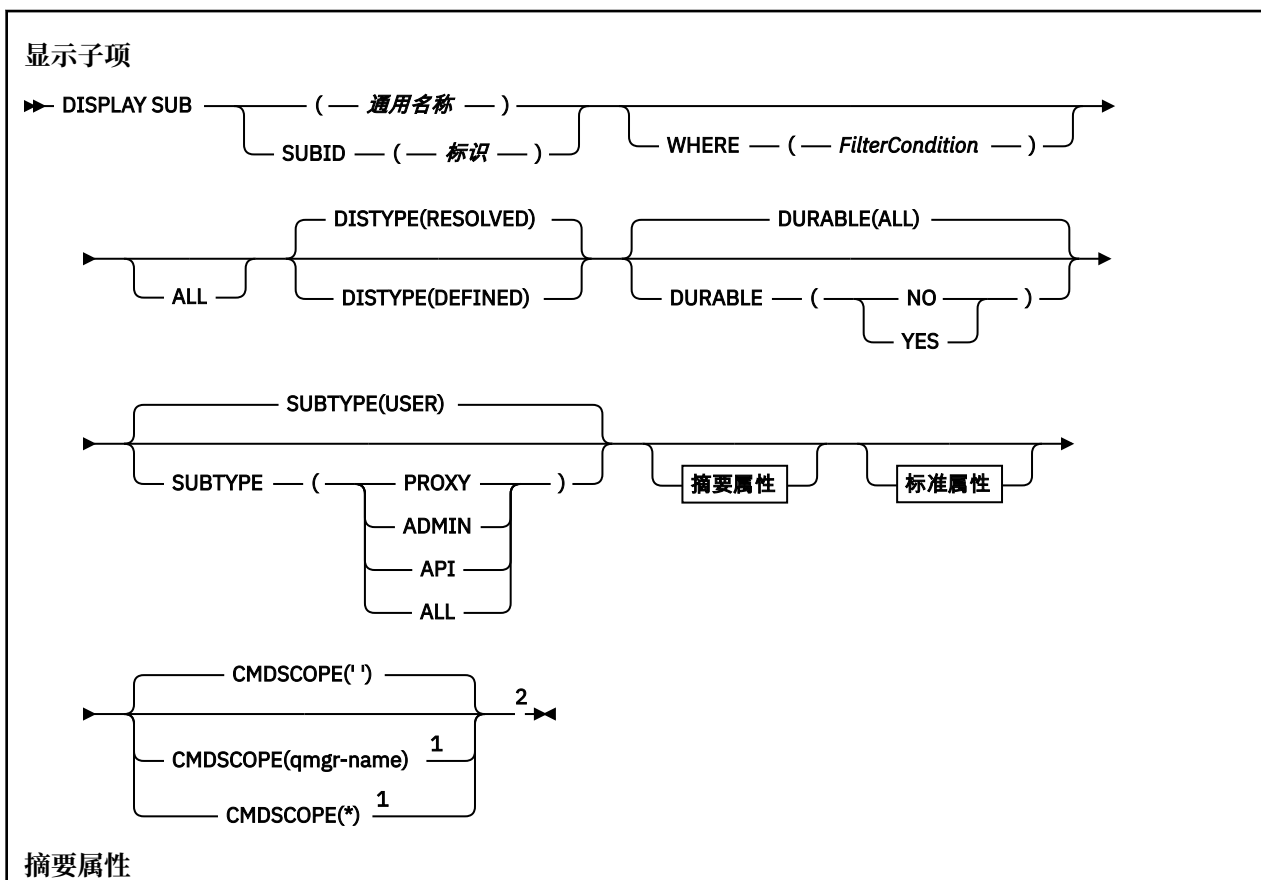 显示子项
DISPLAY SUB ( 通用名称 )
SUBID ( 标识 )
WHERE ( FilterCondition )
ALL
DISTYPE(RESOLVED)
DISTYPE(DEFINED)
DURABLE(ALL)
DURABLE ( NO )
YES
SUBTYPE(USER)
SUBTYPE ( PROXY )
ADMIN
API
ALL
摘要属性
标准属性
CMDSCOPE(' ')
2
CMDSCOPE(qmgr-name) 1
CMDSCOPE(*) 1
摘要属性